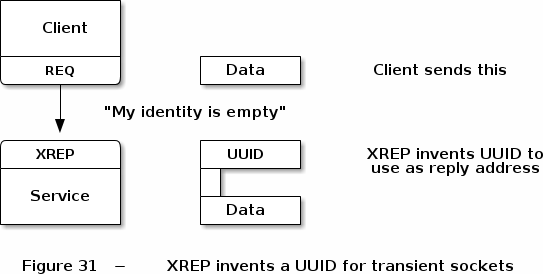 Client
REQ
Data
Client sends this
"My identity is empty"
XREP
UUID
XREP invents UUID to
use as reply address
Service
Data
Figure 31 − XREP invents a UUID for transient sockets